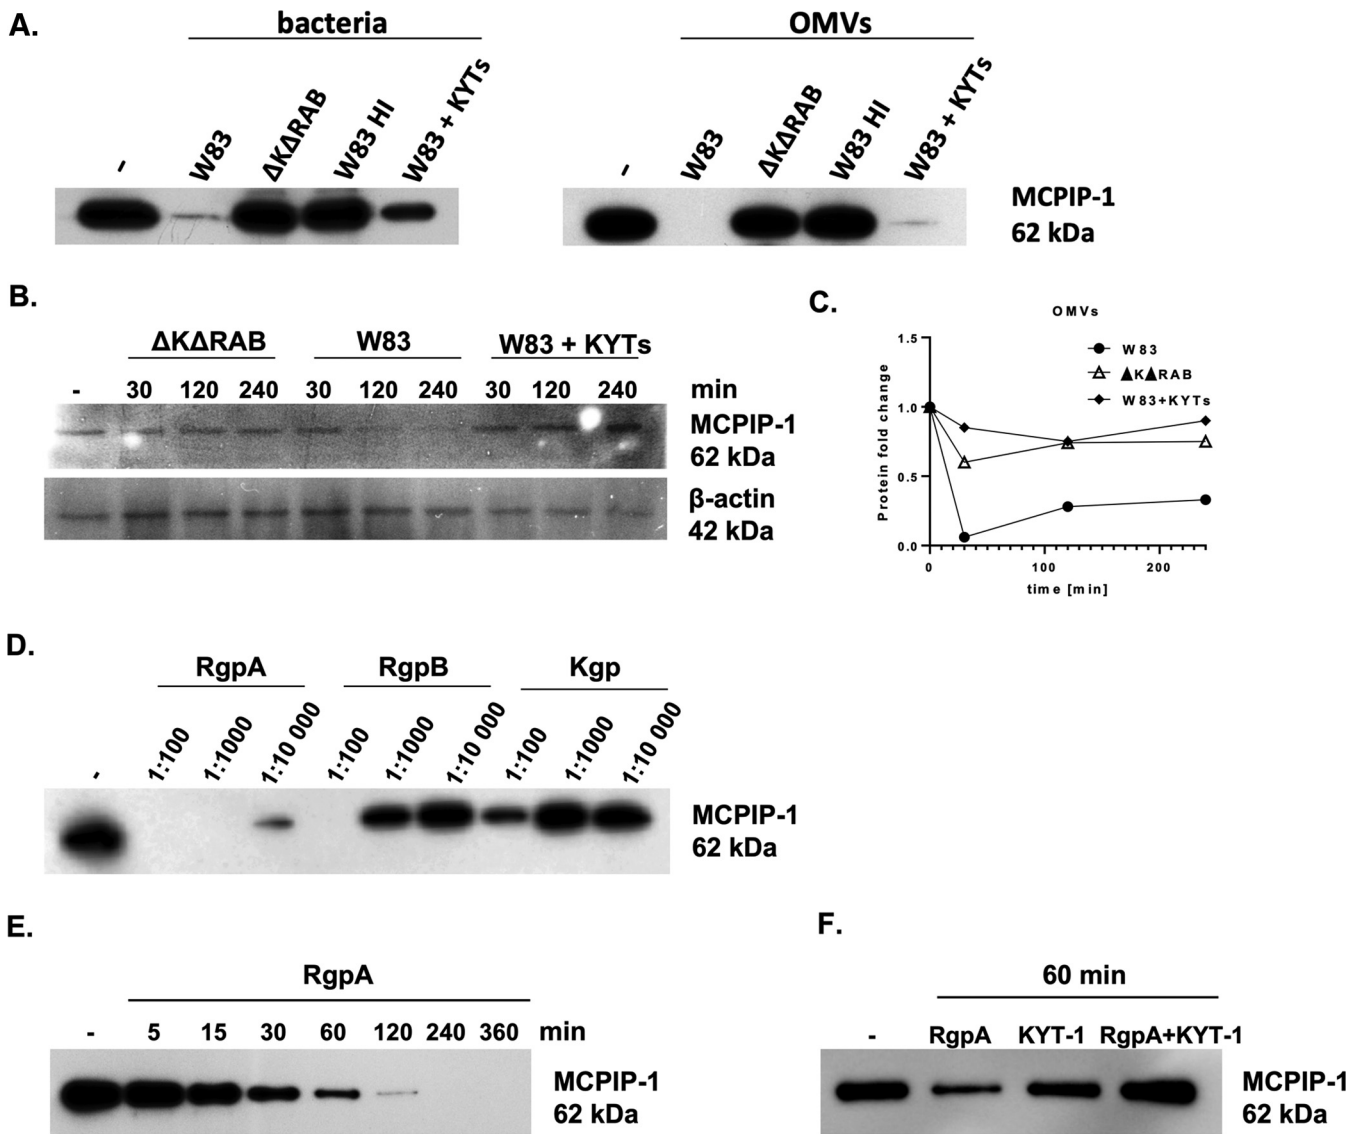 A.
bacteria
OMVs
- W83 ΔKΔRAB W83 HI W83 + KYTs
- W83 ΔKΔRAB W83 HI W83 + KYTs
MCPIP-1
62 kDa
B.
ΔKΔRAB W83 W83 + KYTs
- 30 120 240 30 120 240 30 120 240 min
MCPIP-1
62 kDa
β-actin
42 kDa
C.
OMVs
W83
▲K▲RAB
W83+KYTs
Protein fold change
1.5
1.0
0.5
0.0
0 100 200
time [min]
D.
RgpA RgpB Kgp
- 1:100 1:1000 1:10 000 1:100 1:1000 1:10 000 1:100 1:1000 1:10 000
MCPIP-1
62 kDa
E.
RgpA
- 5 15 30 60 120 240 360 min
MCPIP-1
62 kDa
F.
60 min
- RgpA KYT-1 RgpA+KYT-1
MCPIP-1
62 kDa